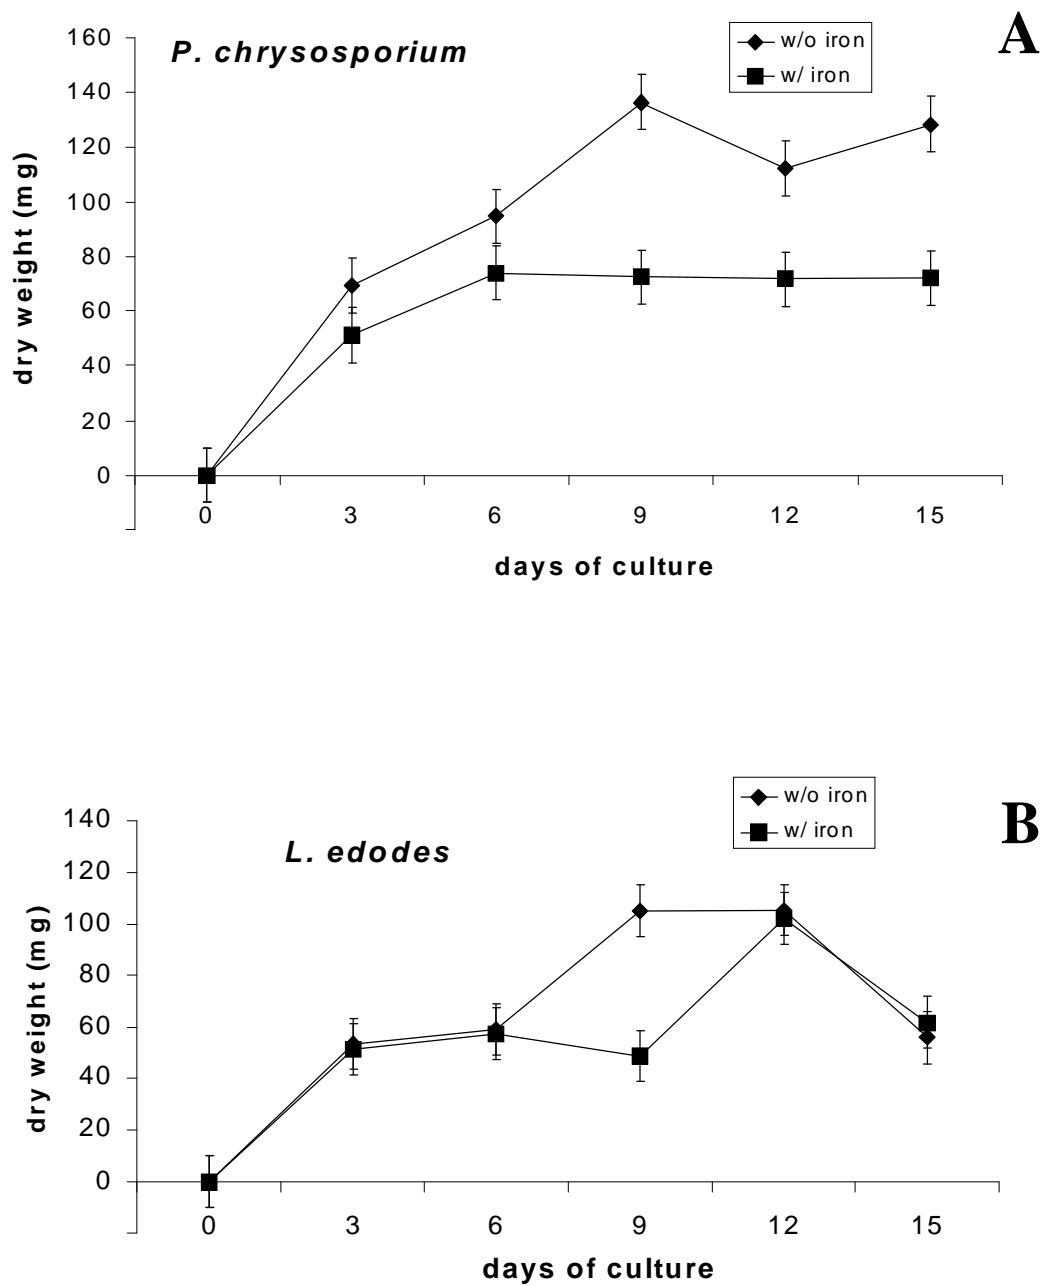 A
P. chrysosporium
w/o iron
w/ iron
160
140
120
100
80
60
40
20
0
dry weight (mg)
0 3 6 9 12 15
days of culture
B
L. edodes
w/o iron
w/ iron
140
120
100
80
60
40
20
0
dry weight (mg)
0 3 6 9 12 15
days of culture